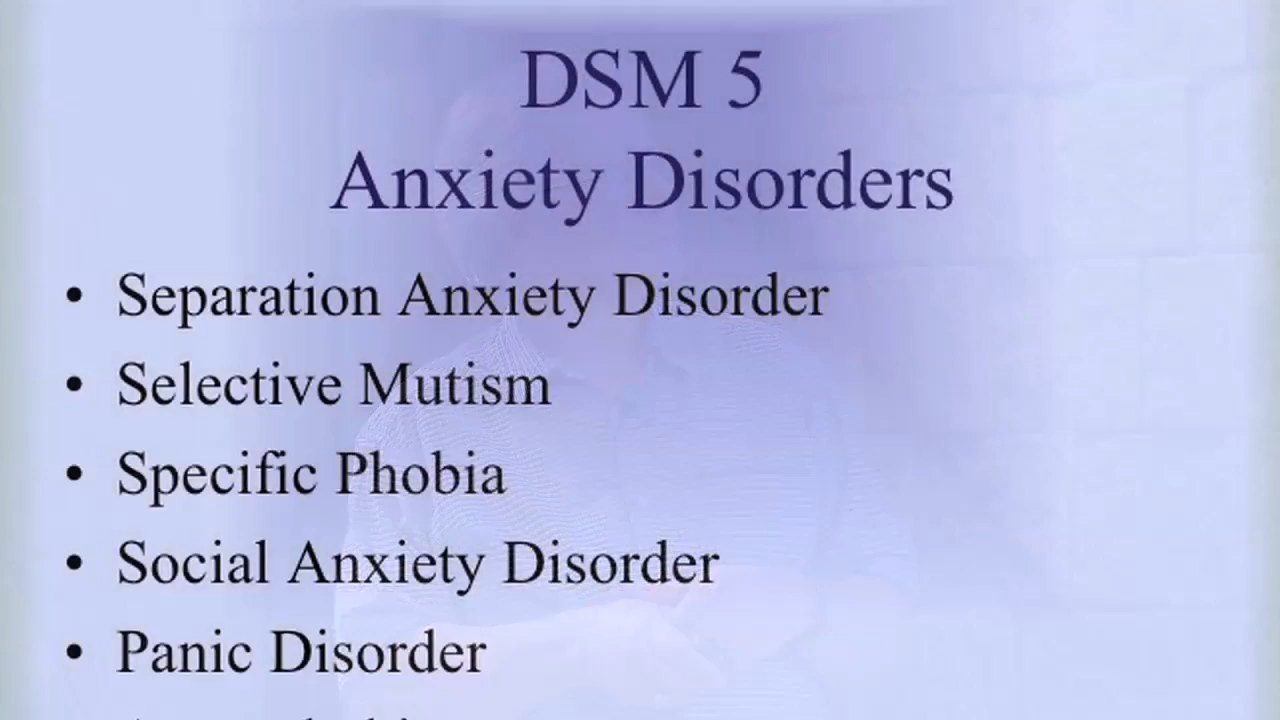 DSM 5
Anxiety Disorders
• Separation Anxiety Disorder
• Selective Mutism
• Specific Phobia
• Social Anxiety Disorder
• Panic Disorder